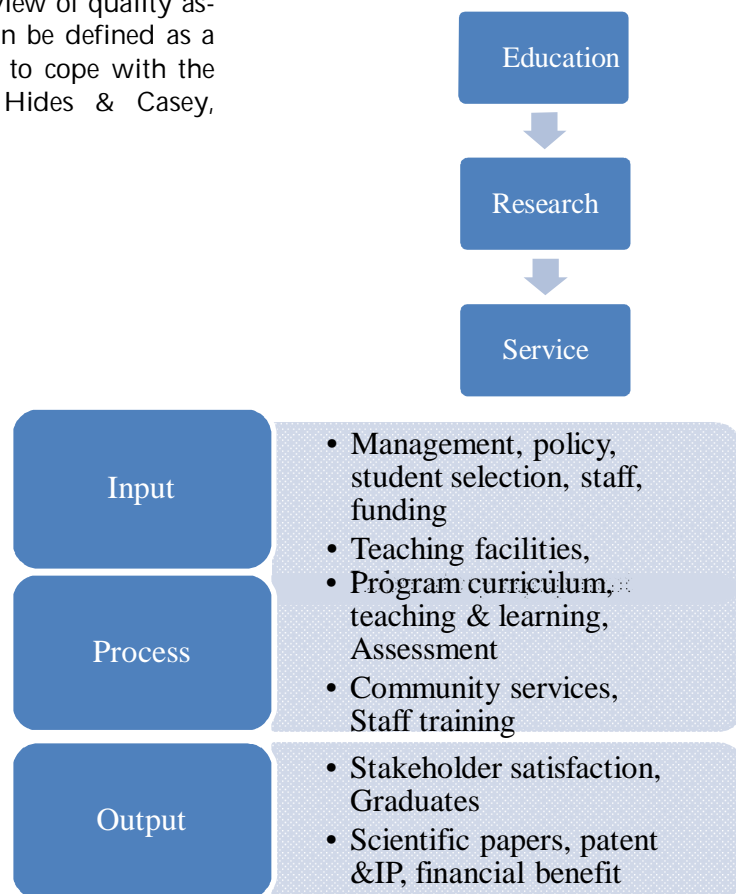 view of quality as-
n be defined as a
to cope with the
Hides & Casey,
Education
Research
Service
Input
• Management, policy,
student selection, staff,
funding
• Teaching facilities,
Process
• Program curriculum,
teaching & learning,
Assessment
• Community services,
Staff training
Output
• Stakeholder satisfaction,
Graduates
• Scientific papers, patent
&IP, financial benefit